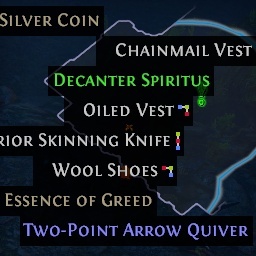 Silver Coin
Chainmail Vest
Decanter Spiritus
Oiled Vest
rior Skinning Knife
Wool Shoes
Essence of Greed
Two-Point Arrow Quiver